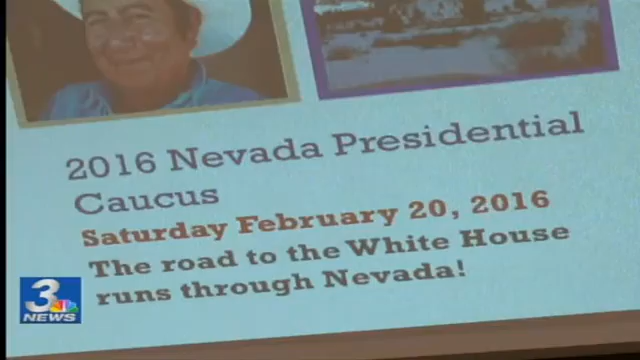 2016 Nevada Presidential
Caucus
Saturday February 20, 2016
The road to the White House
runs through Nevada!
3
NEWS